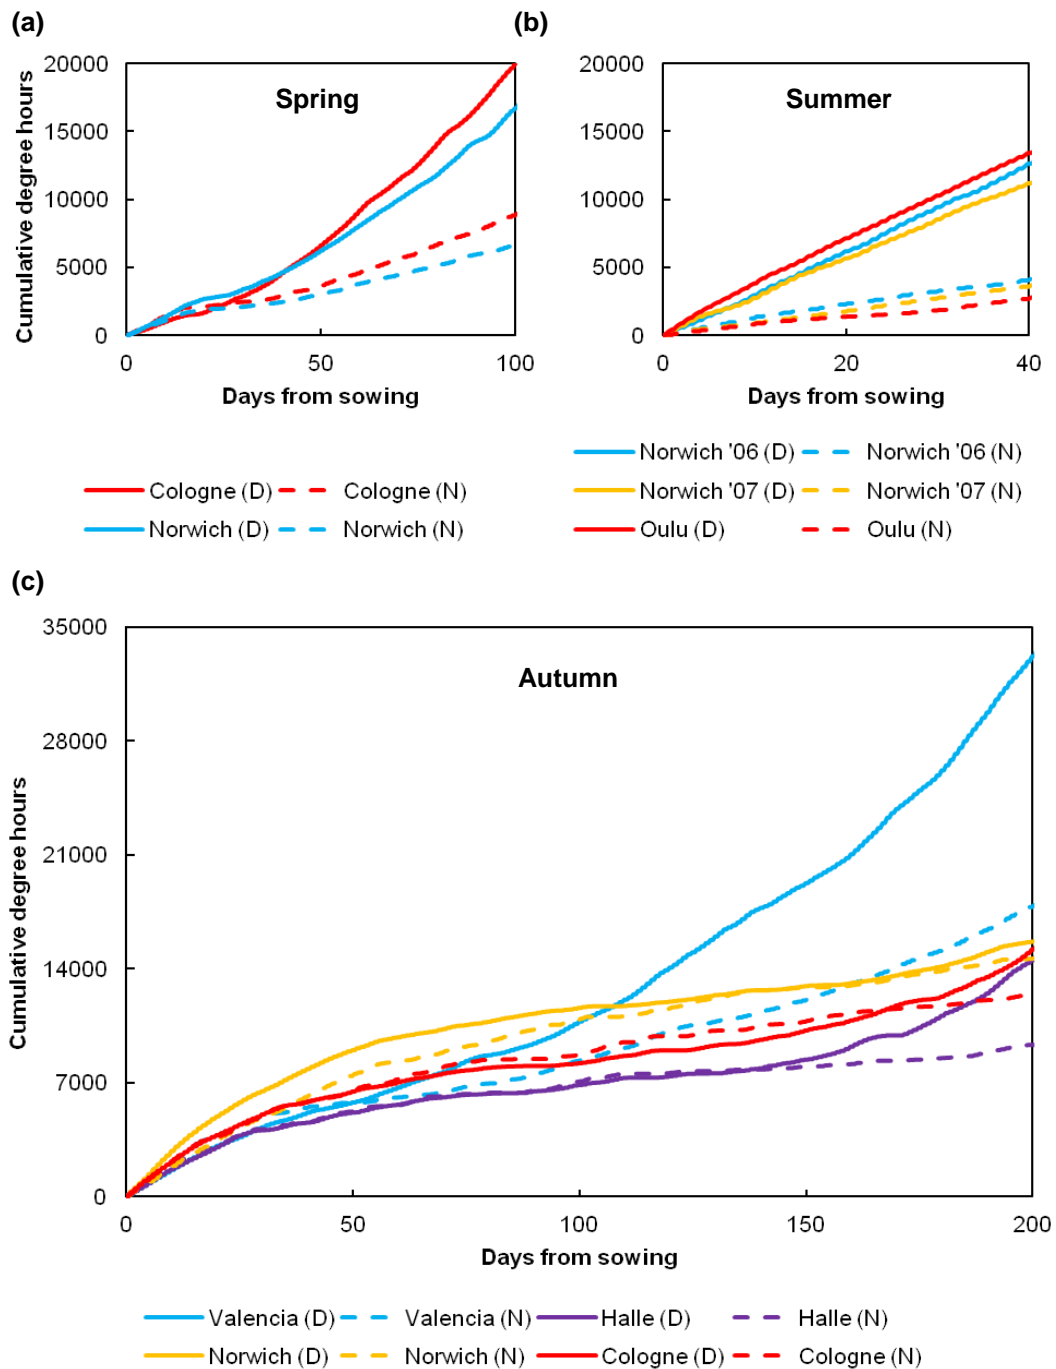 (a)
(b)
20000
15000
10000
5000
0
Cumulative degree hours
Spring
0
50
100
Days from sowing
20000
15000
10000
5000
0
Summer
0
20
40
Days from sowing
Cologne (D)
Cologne (N)
Norwich (D)
Norwich (N)
Norwich '06 (D)
Norwich '06 (N)
Norwich '07 (D)
Norwich '07 (N)
Oulu (D)
Oulu (N)
(c)
35000
28000
21000
14000
7000
0
Cumulative degree hours
Autumn
0
50
100
150
200
Days from sowing
Valencia (D)
Valencia (N)
Halle (D)
Halle (N)
Norwich (D)
Norwich (N)
Cologne (D)
Cologne (N)